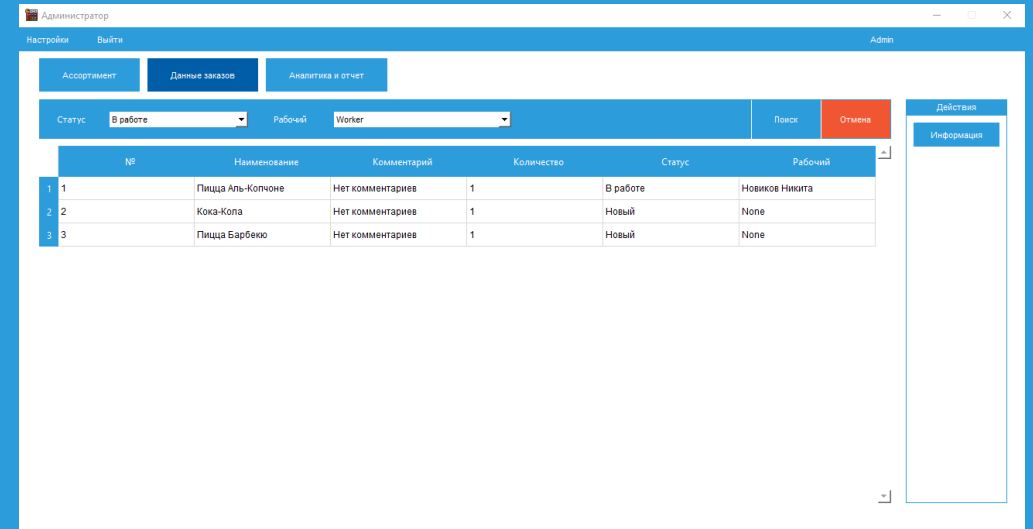 Администратор
Настройки Выйти Admin
Ассортимент Данные заказов Аналитика и отчет
Статус В работе Рабочий Worker Поиск Отмена
Действия
Информация
№ Наименование Комментарий Количество Статус Рабочий
1 1 Пицца Аль-Копчоне Нет комментариев 1 В работе Новиков Никита
2 2 Кока-Кола Нет комментариев 1 Новый None
3 3 Пицца Барбекю Нет комментариев 1 Новый None